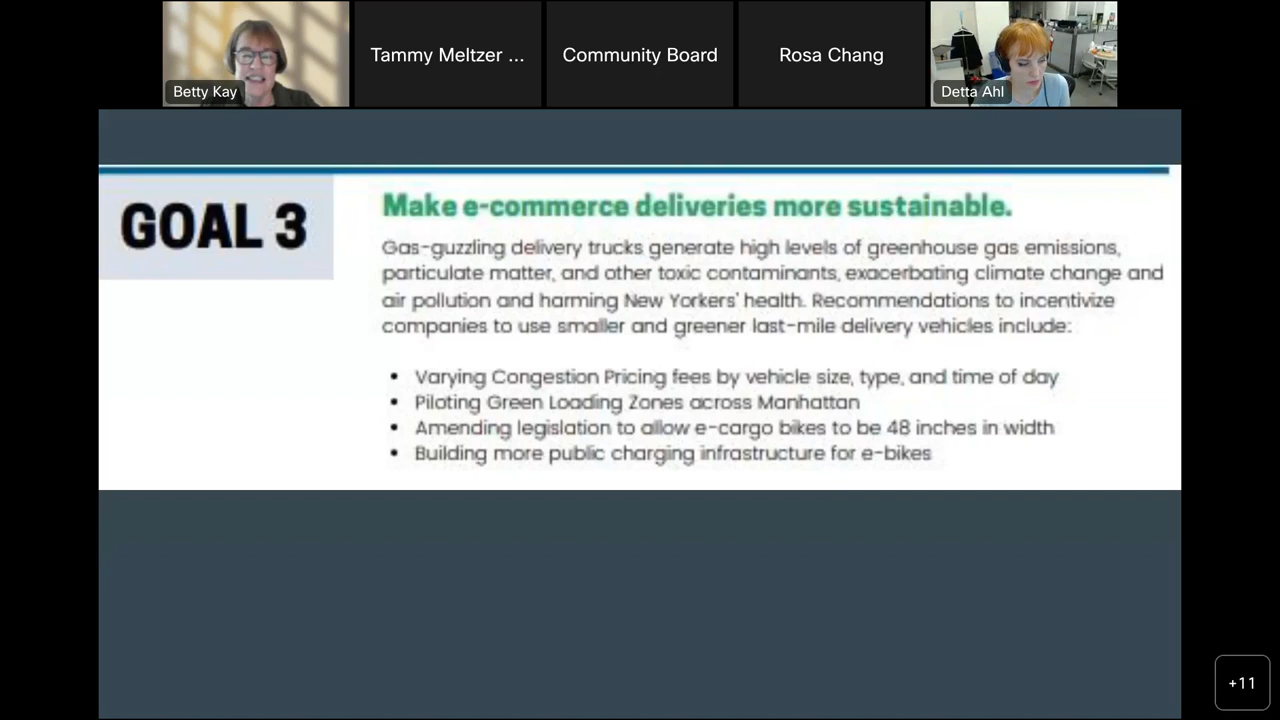 Betty Kay
Tammy Meltzer ...
Community Board
Rosa Chang
Detta Ahl
GOAL 3
Make e-commerce deliveries more sustainable.
Gas-guzzling delivery trucks generate high levels of greenhouse gas emissions,
particulate matter, and other toxic contaminants, exacerbating climate change and
air pollution and harming New Yorkers' health. Recommendations to incentivize
companies to use smaller and greener last-mile delivery vehicles include:
• Varying Congestion Pricing fees by vehicle size, type, and time of day
• Piloting Green Loading Zones across Manhattan
• Amending legislation to allow e-cargo bikes to be 48 inches in width
• Building more public charging infrastructure for e-bikes
+11